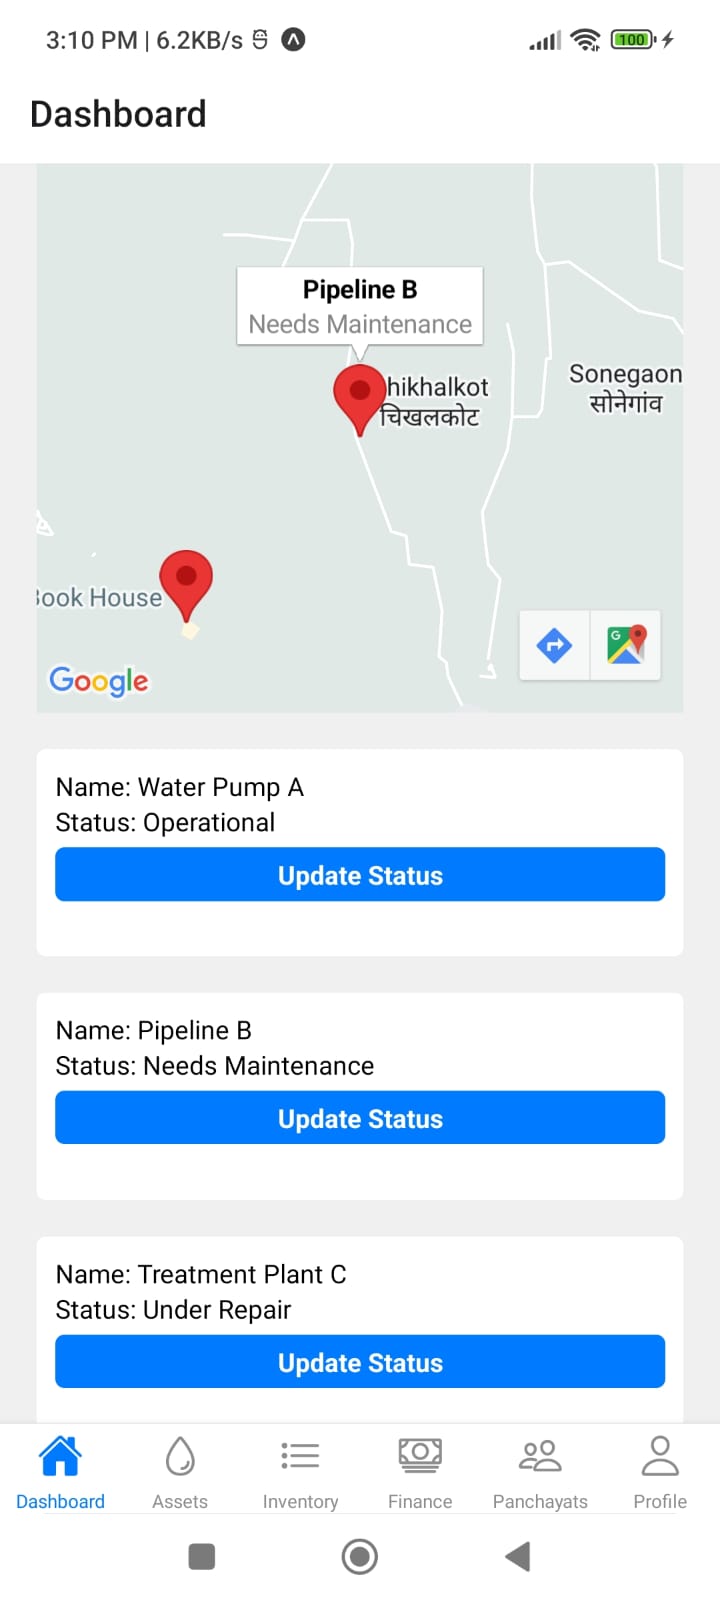 3:10 PM | 6.2KB/s
100
Dashboard
Pipeline B
Needs Maintenance
hikhalkot
चिखलकोट
Sonegaon
सोनेगांव
Book House
Google
Name: Water Pump A
Status: Operational
Update Status
Name: Pipeline B
Status: Needs Maintenance
Update Status
Name: Treatment Plant C
Status: Under Repair
Update Status
Dashboard
Assets
Inventory
Finance
Panchayats
Profile